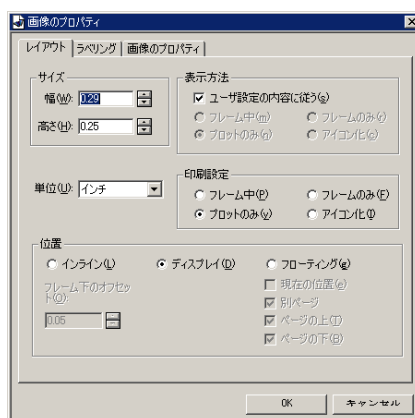 画像のプロパティ
レイアウト ラベリング 画像のプロパティ
サイズ
幅(W): 0.29
高さ(H): 0.25
単位(U): インチ
表示方法
ユーザ設定の内容に従う(s)
フレーム中(m) フレームのみ(r)
プロットのみ(n) アイコン化(c)
印刷設定
フレーム中(P) フレームのみ(F)
プロットのみ(v) アイコン化(I)
位置
インライン(L) ディスプレイ(D) フローティング(g)
フレーム下のオフセッ
ト(O):
0.05
現在の位置(e)
別ページ
ページの上(T)
ページの下(B)
OK キャンセル